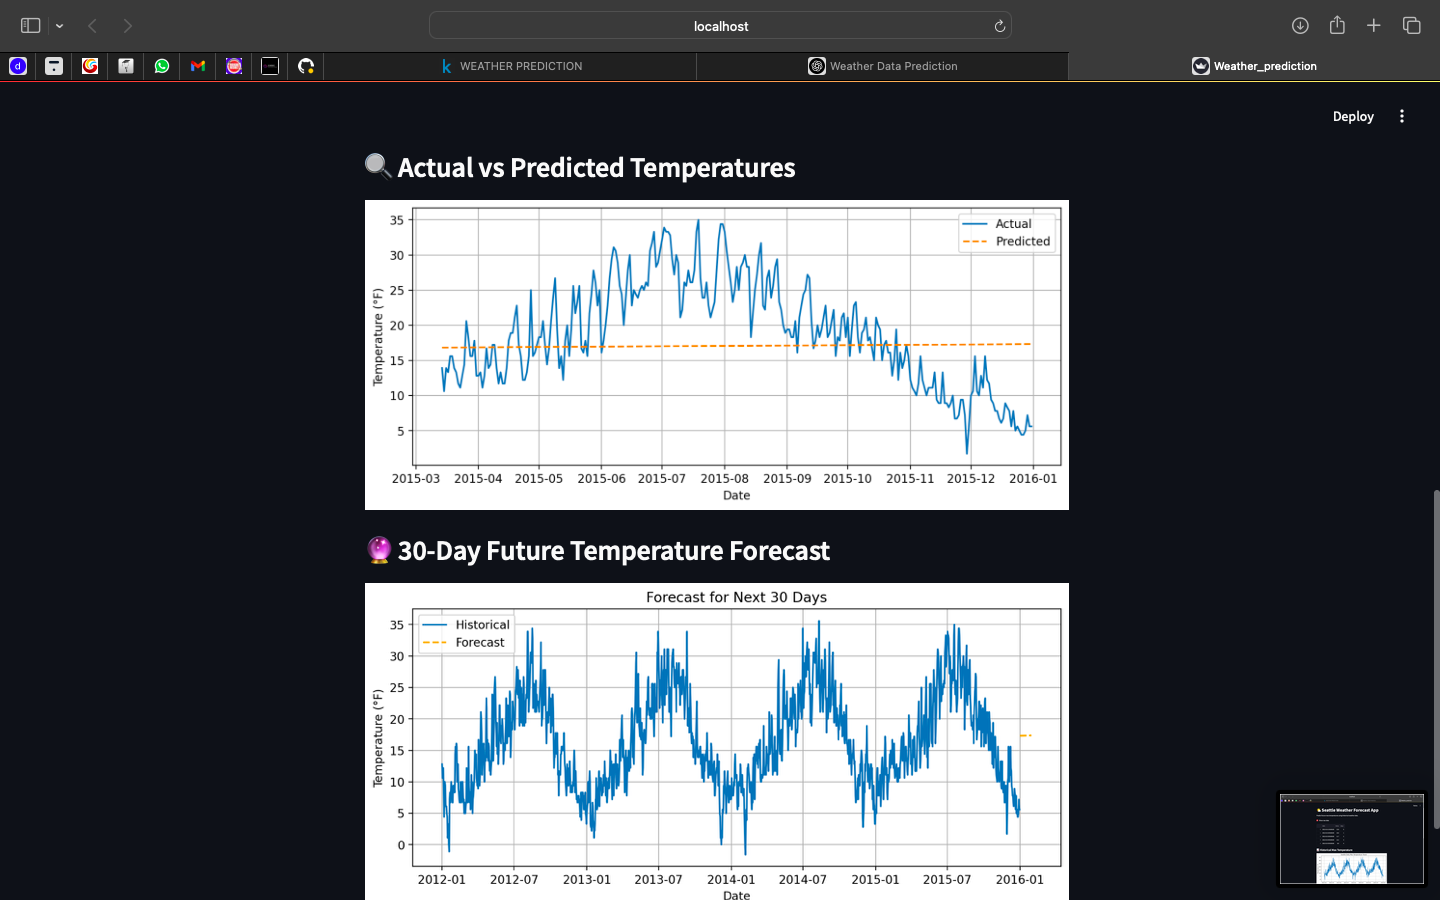 localhost
WEATHER PREDICTION
Weather Data Prediction
Weather_prediction
Deploy
Actual vs Predicted Temperatures
35
30
25
20
15
10
5
Temperature (°F)
Actual
Predicted
2015-03 2015-04 2015-05 2015-06 2015-07 2015-08 2015-09 2015-10 2015-11 2015-12 2016-01
Date
30-Day Future Temperature Forecast
Forecast for Next 30 Days
Historical
Forecast
35
30
25
20
15
10
5
0
Temperature (°F)
2012-01 2012-07 2013-01 2013-07 2014-01 2014-07 2015-01 2015-07 2016-01
Date
Seattle Weather Forecast App